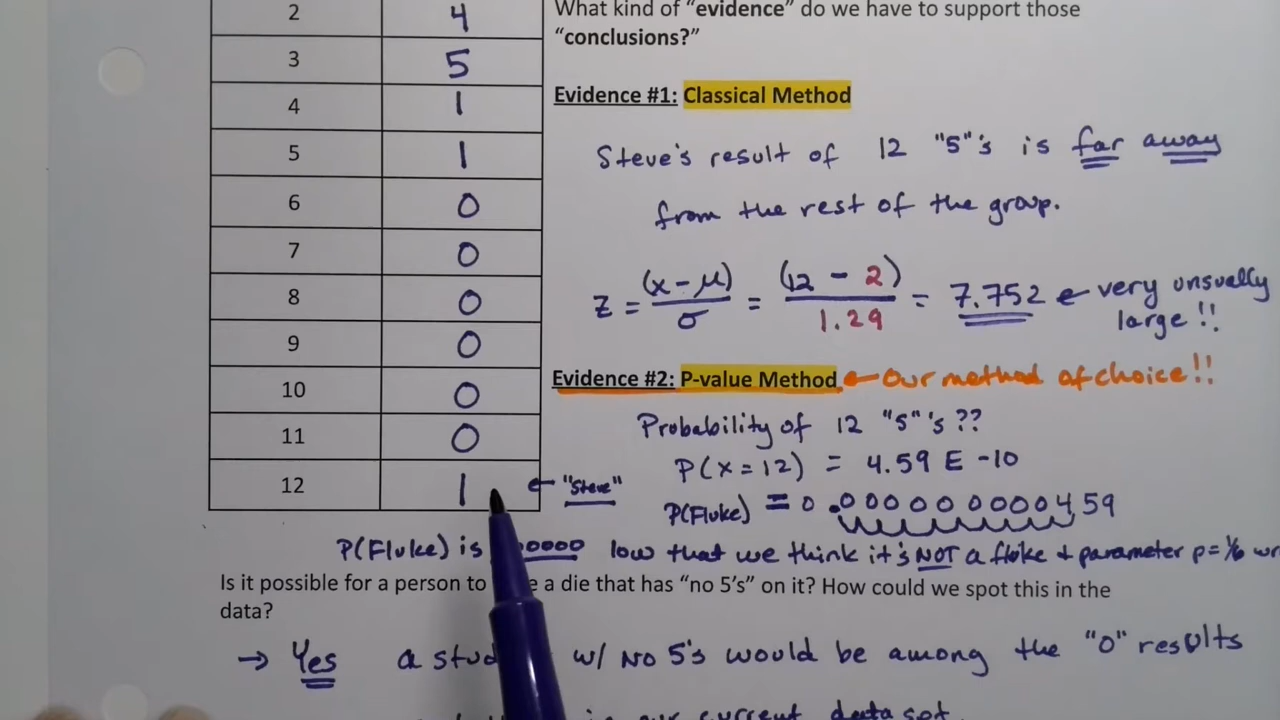 2 4
3 5
4 1
5 1
6 0
7 0
8 0
9 0
10 0
11 0
12 1 ← "Steve"
What kind of "evidence" do we have to support those
"conclusions?"
Evidence #1: Classical Method
Steve's result of 12 "5"'s is far away
from the rest of the group.
z = (x-μ)/σ = (12 - 2)/1.29 = 7.752 ← very unsually
large!!
Evidence #2: P-value Method ← Our method of choice!!
Probability of 12 "5"'s??
P(x=12) = 4.59 E -10
P(Fluke) = 0.000000000459
P(Fluke) is low that we think it's NOT a fluke + parameter p=1/6
Is it possible for a person to a die that has "no 5's" on it? How could we spot this in the
data?
→ Yes a w/ No 5's would be among the "0" results
in our current data set.